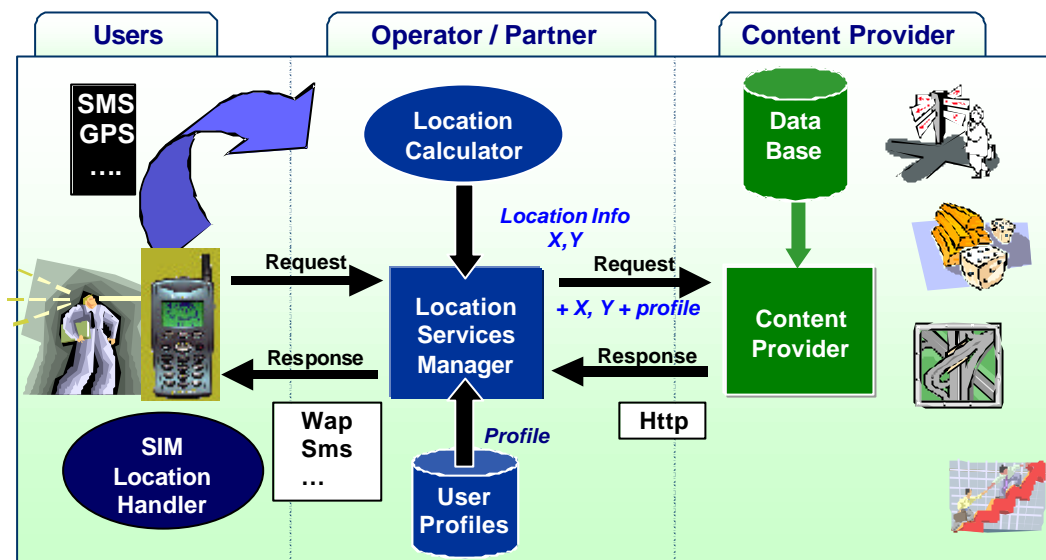 Users
Operator / Partner
Content Provider
SMS
GPS
....
Location
Calculator
Data
Base
Location Info
X,Y
Request
Request
+ X, Y + profile
Location
Services
Manager
Content
Provider
Response
Response
Wap
Sms
...
Http
Profile
SIM
Location
Handler
User
Profiles